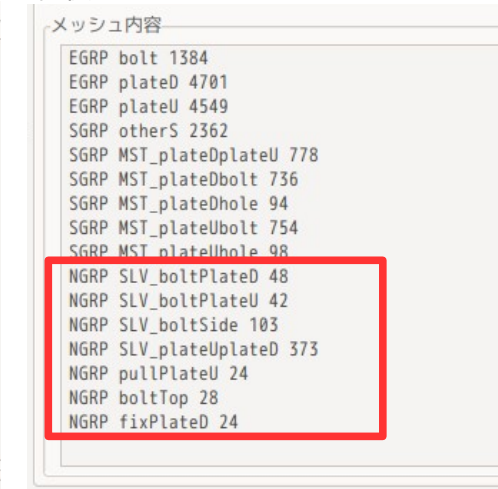 メッシュ内容
EGRP bolt 1384
EGRP plateD 4701
EGRP plateU 4549
SGRP otherS 2362
SGRP MST_plateDplateU 778
SGRP MST_plateDbolt 736
SGRP MST_plateDhole 94
SGRP MST_plateUbolt 754
SGRP MST_plateUhole 98
NGRP SLV_boltPlateD 48
NGRP SLV_boltPlateU 42
NGRP SLV_boltSide 103
NGRP SLV_plateUplateD 373
NGRP pullPlateU 24
NGRP boltTop 28
NGRP fixPlateD 24